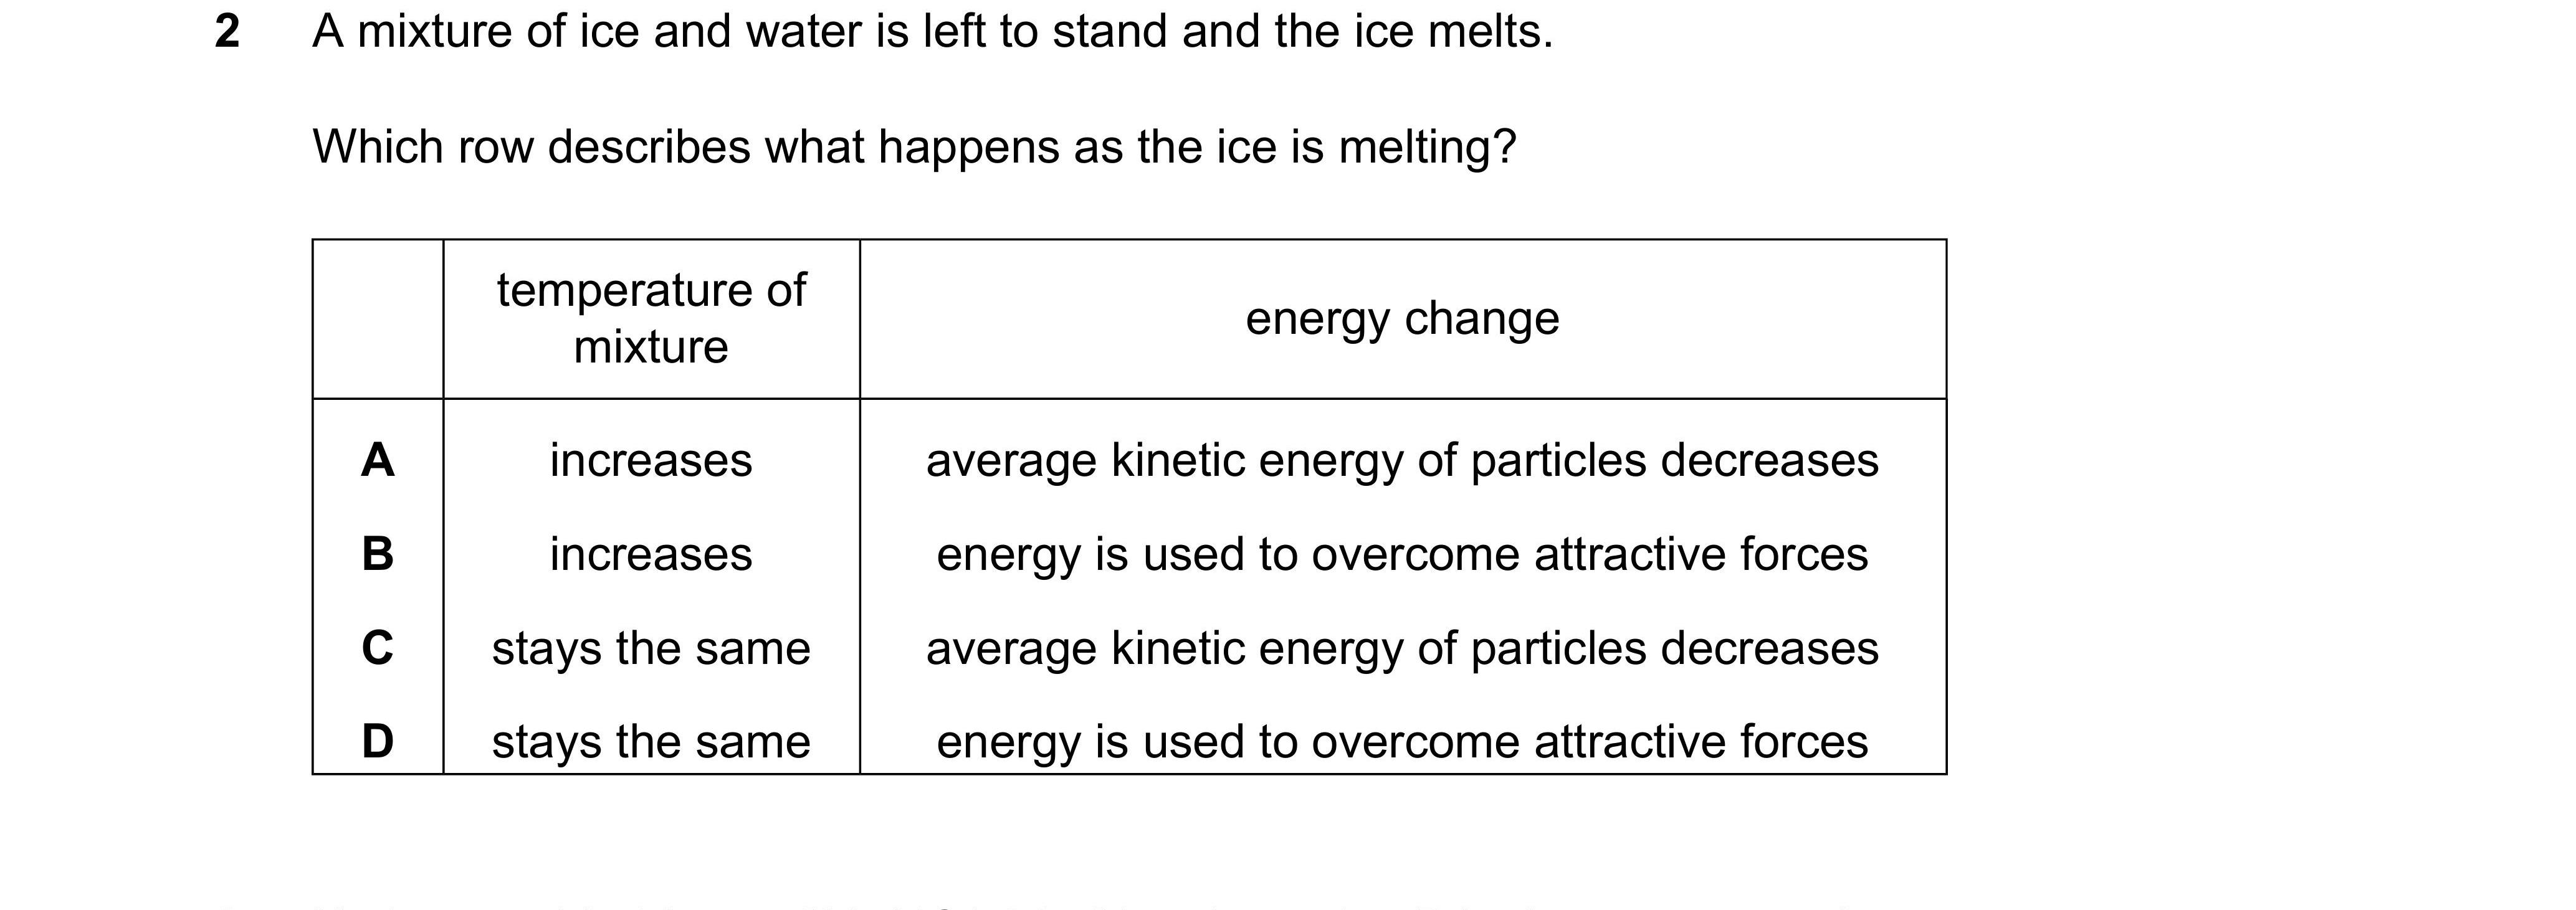 2 A mixture of ice and water is left to stand and the ice melts.
Which row describes what happens as the ice is melting?
temperature of
mixture
energy change
A increases average kinetic energy of particles decreases
B increases energy is used to overcome attractive forces
C stays the same average kinetic energy of particles decreases
D stays the same energy is used to overcome attractive forces